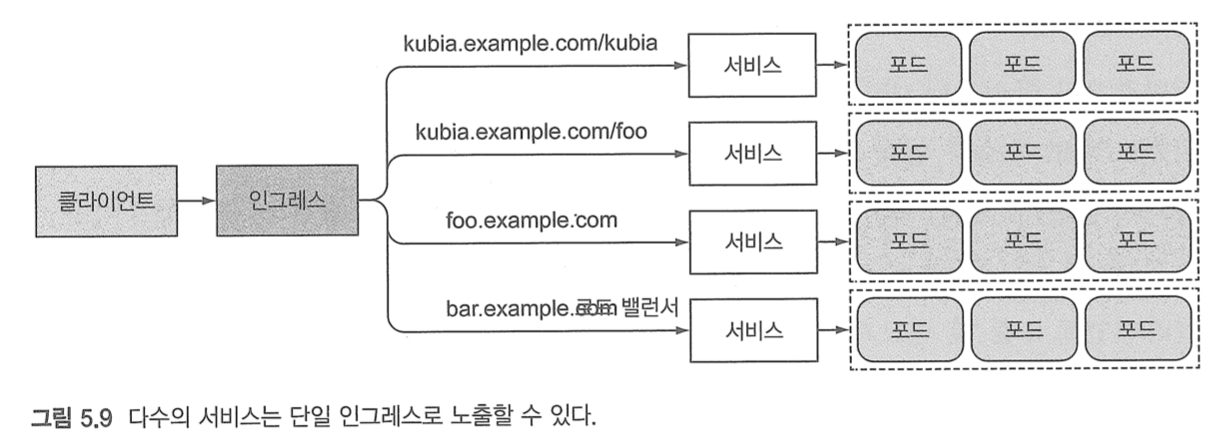 kubia.example.com/kubia
서비스
포드 포드 포드
kubia.example.com/foo
서비스
포드 포드 포드
클라이언트
인그레스
foo.example.com
서비스
포드 포드 포드
bar.example.com 로드 밸런서
서비스
포드 포드 포드
그림 5.9 다수의 서비스는 단일 인그레스로 노출할 수 있다.